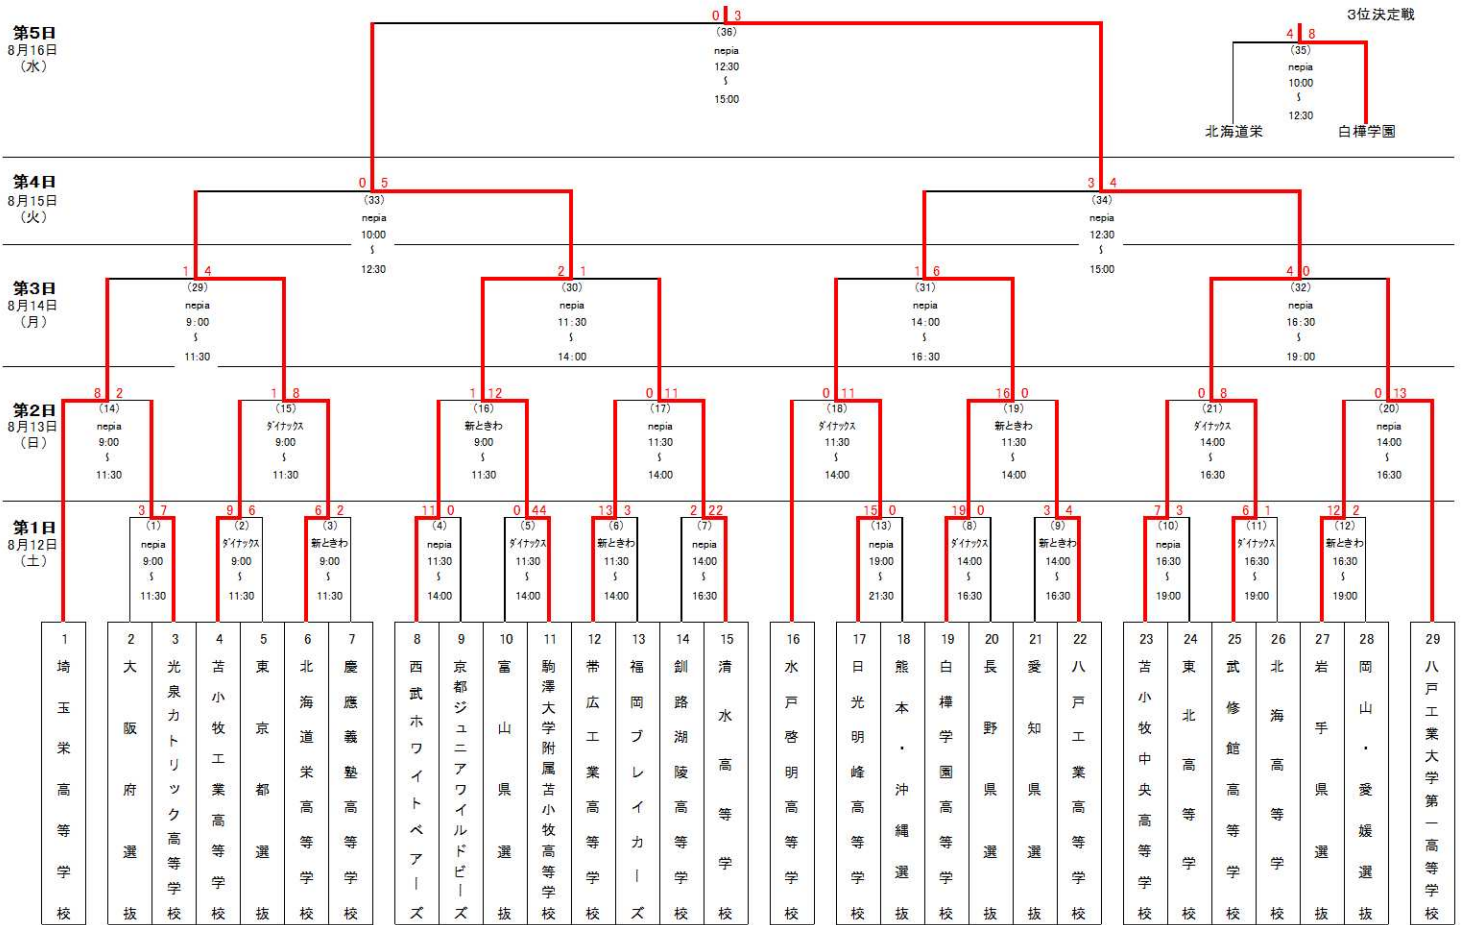 0 3
3位決定戦
第5日
8月16日
(水)
(36)
nepia
12:30
～
15:00
4 8
(35)
nepia
10:00
～
12:30
北海道栄
白樺学園
第4日
8月15日
(火)
0 5
(33)
nepia
10:00
～
12:30
3 4
(34)
nepia
12:30
～
15:00
第3日
8月14日
(月)
1 4
(29)
nepia
9:00
～
11:30
2 1
(30)
nepia
11:30
～
14:00
1 6
(31)
nepia
14:00
～
16:30
4 0
(32)
nepia
16:30
～
19:00
第2日
8月13日
(日)
8 2
(14)
nepia
9:00
～
11:30
1 8
(15)
ダイナックス
9:00
～
11:30
1 12
(16)
新ときわ
9:00
～
11:30
0 11
(17)
nepia
11:30
～
14:00
0 11
(18)
ダイナックス
11:30
～
14:00
16 0
(19)
新ときわ
11:30
～
14:00
0 8
(21)
ダイナックス
14:00
～
16:30
0 13
(20)
nepia
14:00
～
16:30
第1日
8月12日
(土)
3 7
(1)
nepia
9:00
～
11:30
9 6
(2)
ダイナックス
9:00
～
11:30
6 2
(3)
新ときわ
9:00
～
11:30
11 0
(4)
nepia
11:30
～
14:00
0 44
(5)
ダイナックス
11:30
～
14:00
13 3
(6)
新ときわ
11:30
～
14:00
2 22
(7)
nepia
14:00
～
16:30
15 0
(13)
nepia
19:00
～
21:30
19 0
(8)
ダイナックス
14:00
～
16:30
3 4
(9)
新ときわ
14:00
～
16:30
7 3
(10)
nepia
16:30
～
19:00
6 1
(11)
ダイナックス
16:30
～
19:00
12 2
(12)
新ときわ
16:30
～
19:00
1 埼玉栄高等学校
2 大阪府選抜
3 光泉カトリック高等学校
4 苫小牧工業高等学校
5 東京都選抜
6 北海道栄高等学校
7 慶應義塾高等学校
8 西武ホワイトベアーズ
9 京都ジュニアワイルドビーズ
10 富山県選抜
11 駒澤大学附属苫小牧高等学校
12 帯広工業高等学校
13 福岡ブレイカーズ
14 釧路湖陵高等学校
15 清水高等学校
16 水戸啓明高等学校
17 日光明峰高等学校
18 熊本・沖縄選抜
19 白樺学園高等学校
20 長野県選抜
21 愛知県選抜
22 八戸工業高等学校
23 苫小牧中央高等学校
24 東北高等学校
25 武修館高等学校
26 北海高等学校
27 岩手県選抜
28 岡山・愛媛選抜
29 八戸工業大学第一高等学校